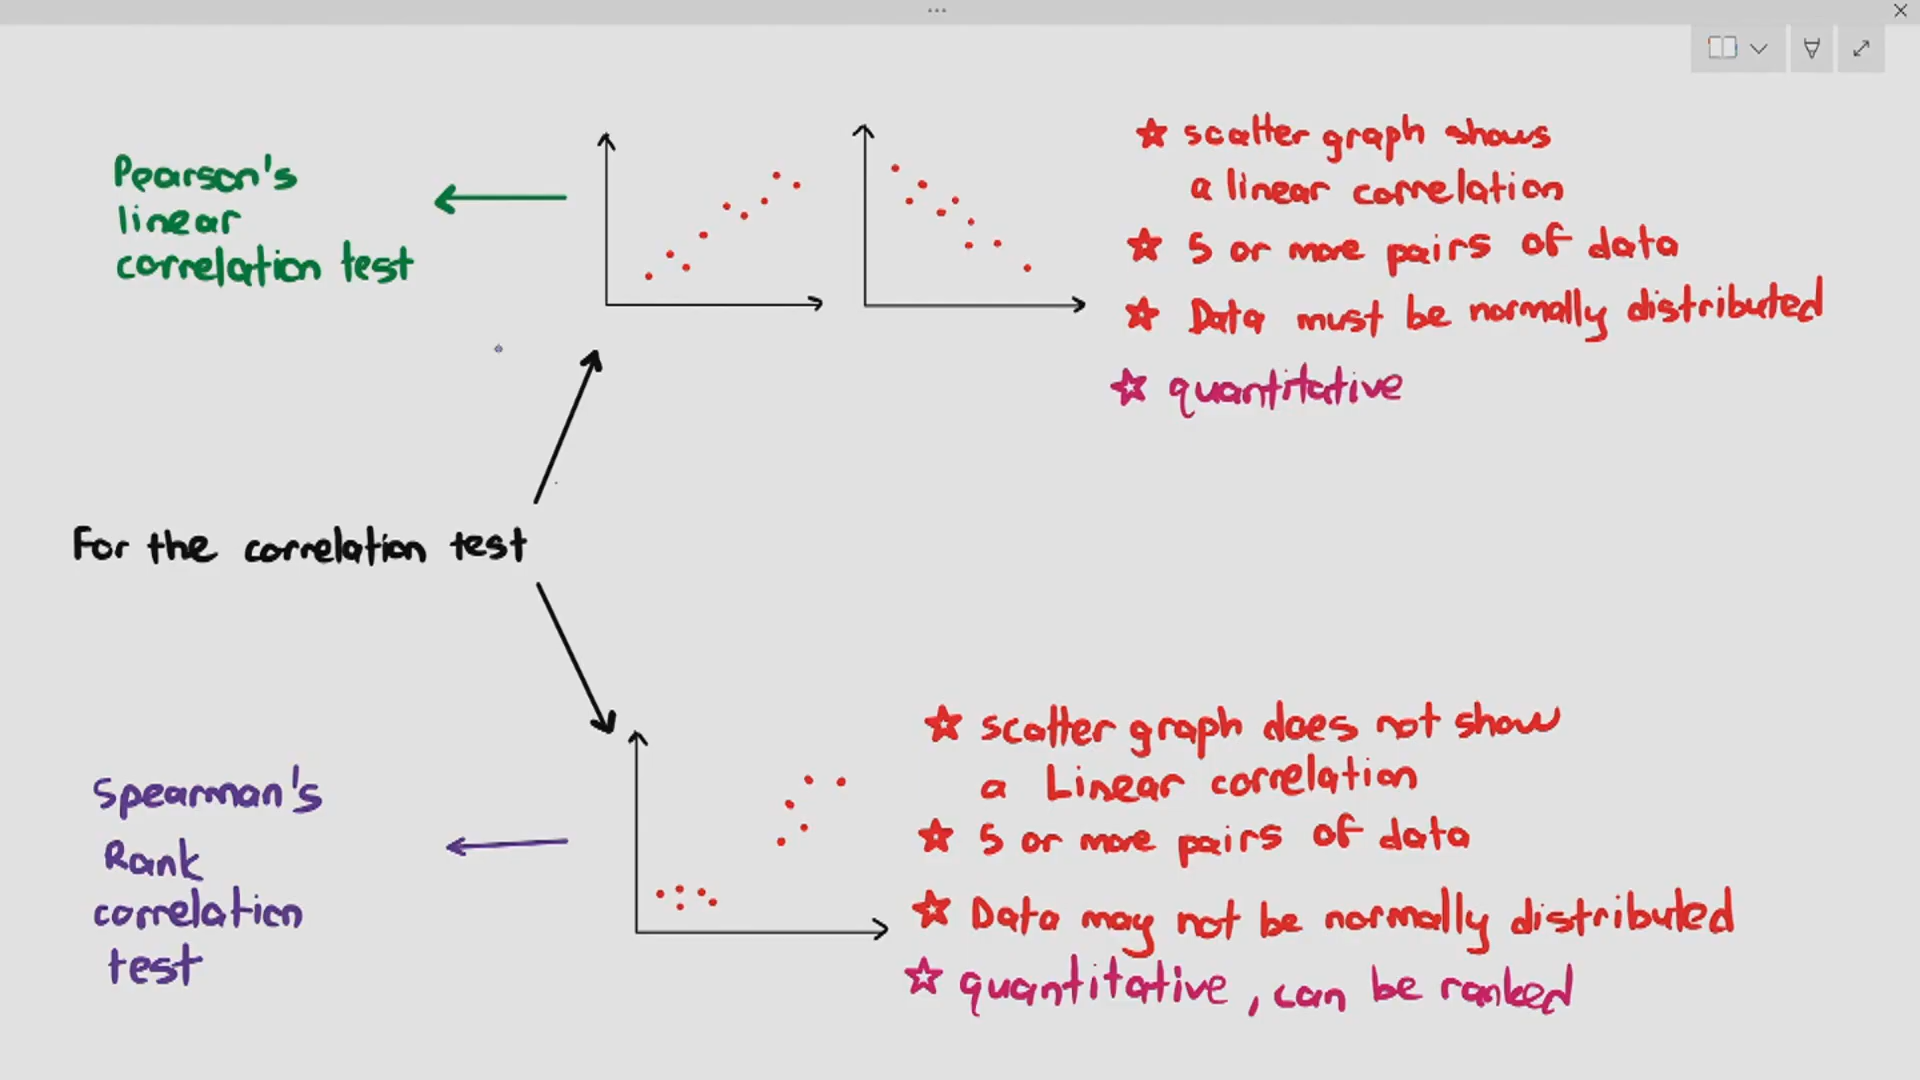 Pearson's
linear
correlation test
☆ scatter graph shows
a linear correlation
☆ 5 or more pairs of data
☆ Data must be normally distributed
☆ quantitative
For the correlation test
Spearman's
Rank
correlation
test
☆ scatter graph does not show
a Linear correlation
☆ 5 or more pairs of data
☆ Data may not be normally distributed
☆ quantitative, can be ranked